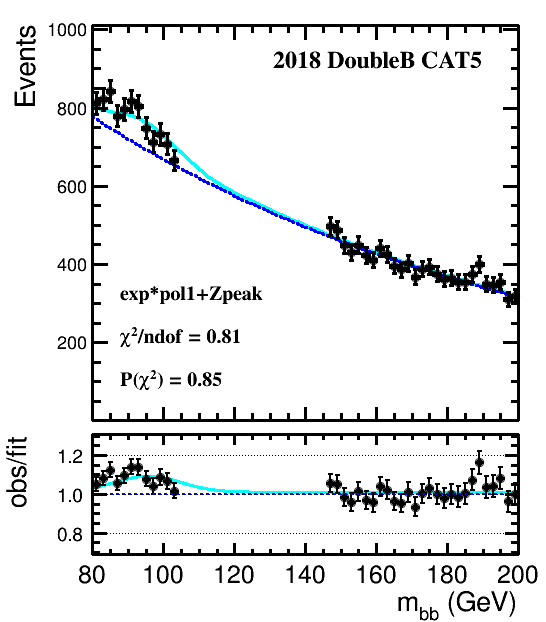 1000
800
600
400
200
Events
2018 DoubleB CAT5
exp*pol1+Zpeak
χ²/ndof = 0.81
P(χ²) = 0.85
1.2
1.0
0.8
obs/fit
80 100 120 140 160 180 200
m_bb (GeV)